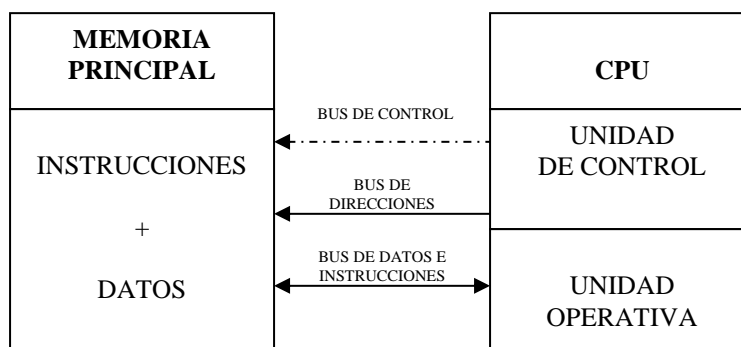 MEMORIA
PRINCIPAL
INSTRUCCIONES
+
DATOS
BUS DE CONTROL
BUS DE
DIRECCIONES
BUS DE DATOS E
INSTRUCCIONES
CPU
UNIDAD
DE CONTROL
UNIDAD
OPERATIVA